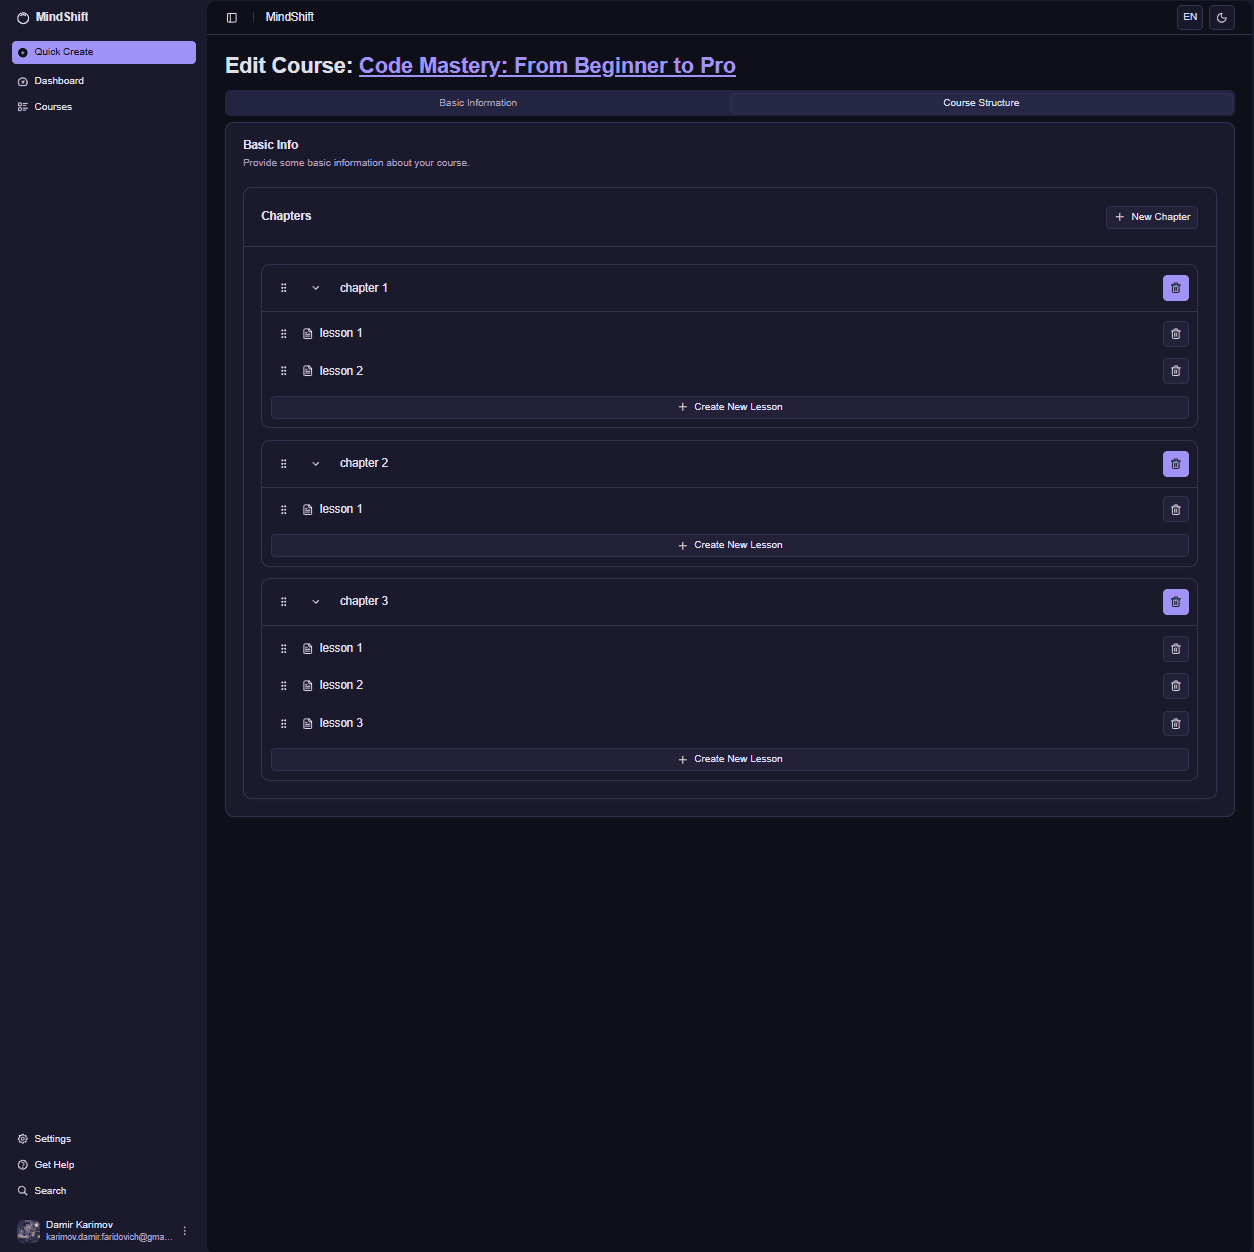 MindShift
Quick Create
Dashboard
Courses
MindShift
EN
Edit Course: Code Mastery: From Beginner to Pro
Basic Information
Course Structure
Basic Info
Provide some basic information about your course.
Chapters
New Chapter
chapter 1
lesson 1
lesson 2
Create New Lesson
chapter 2
lesson 1
Create New Lesson
chapter 3
lesson 1
lesson 2
lesson 3
Create New Lesson
Settings
Get Help
Search
Damir Karimov
karimov.damir.faridovich@gma...